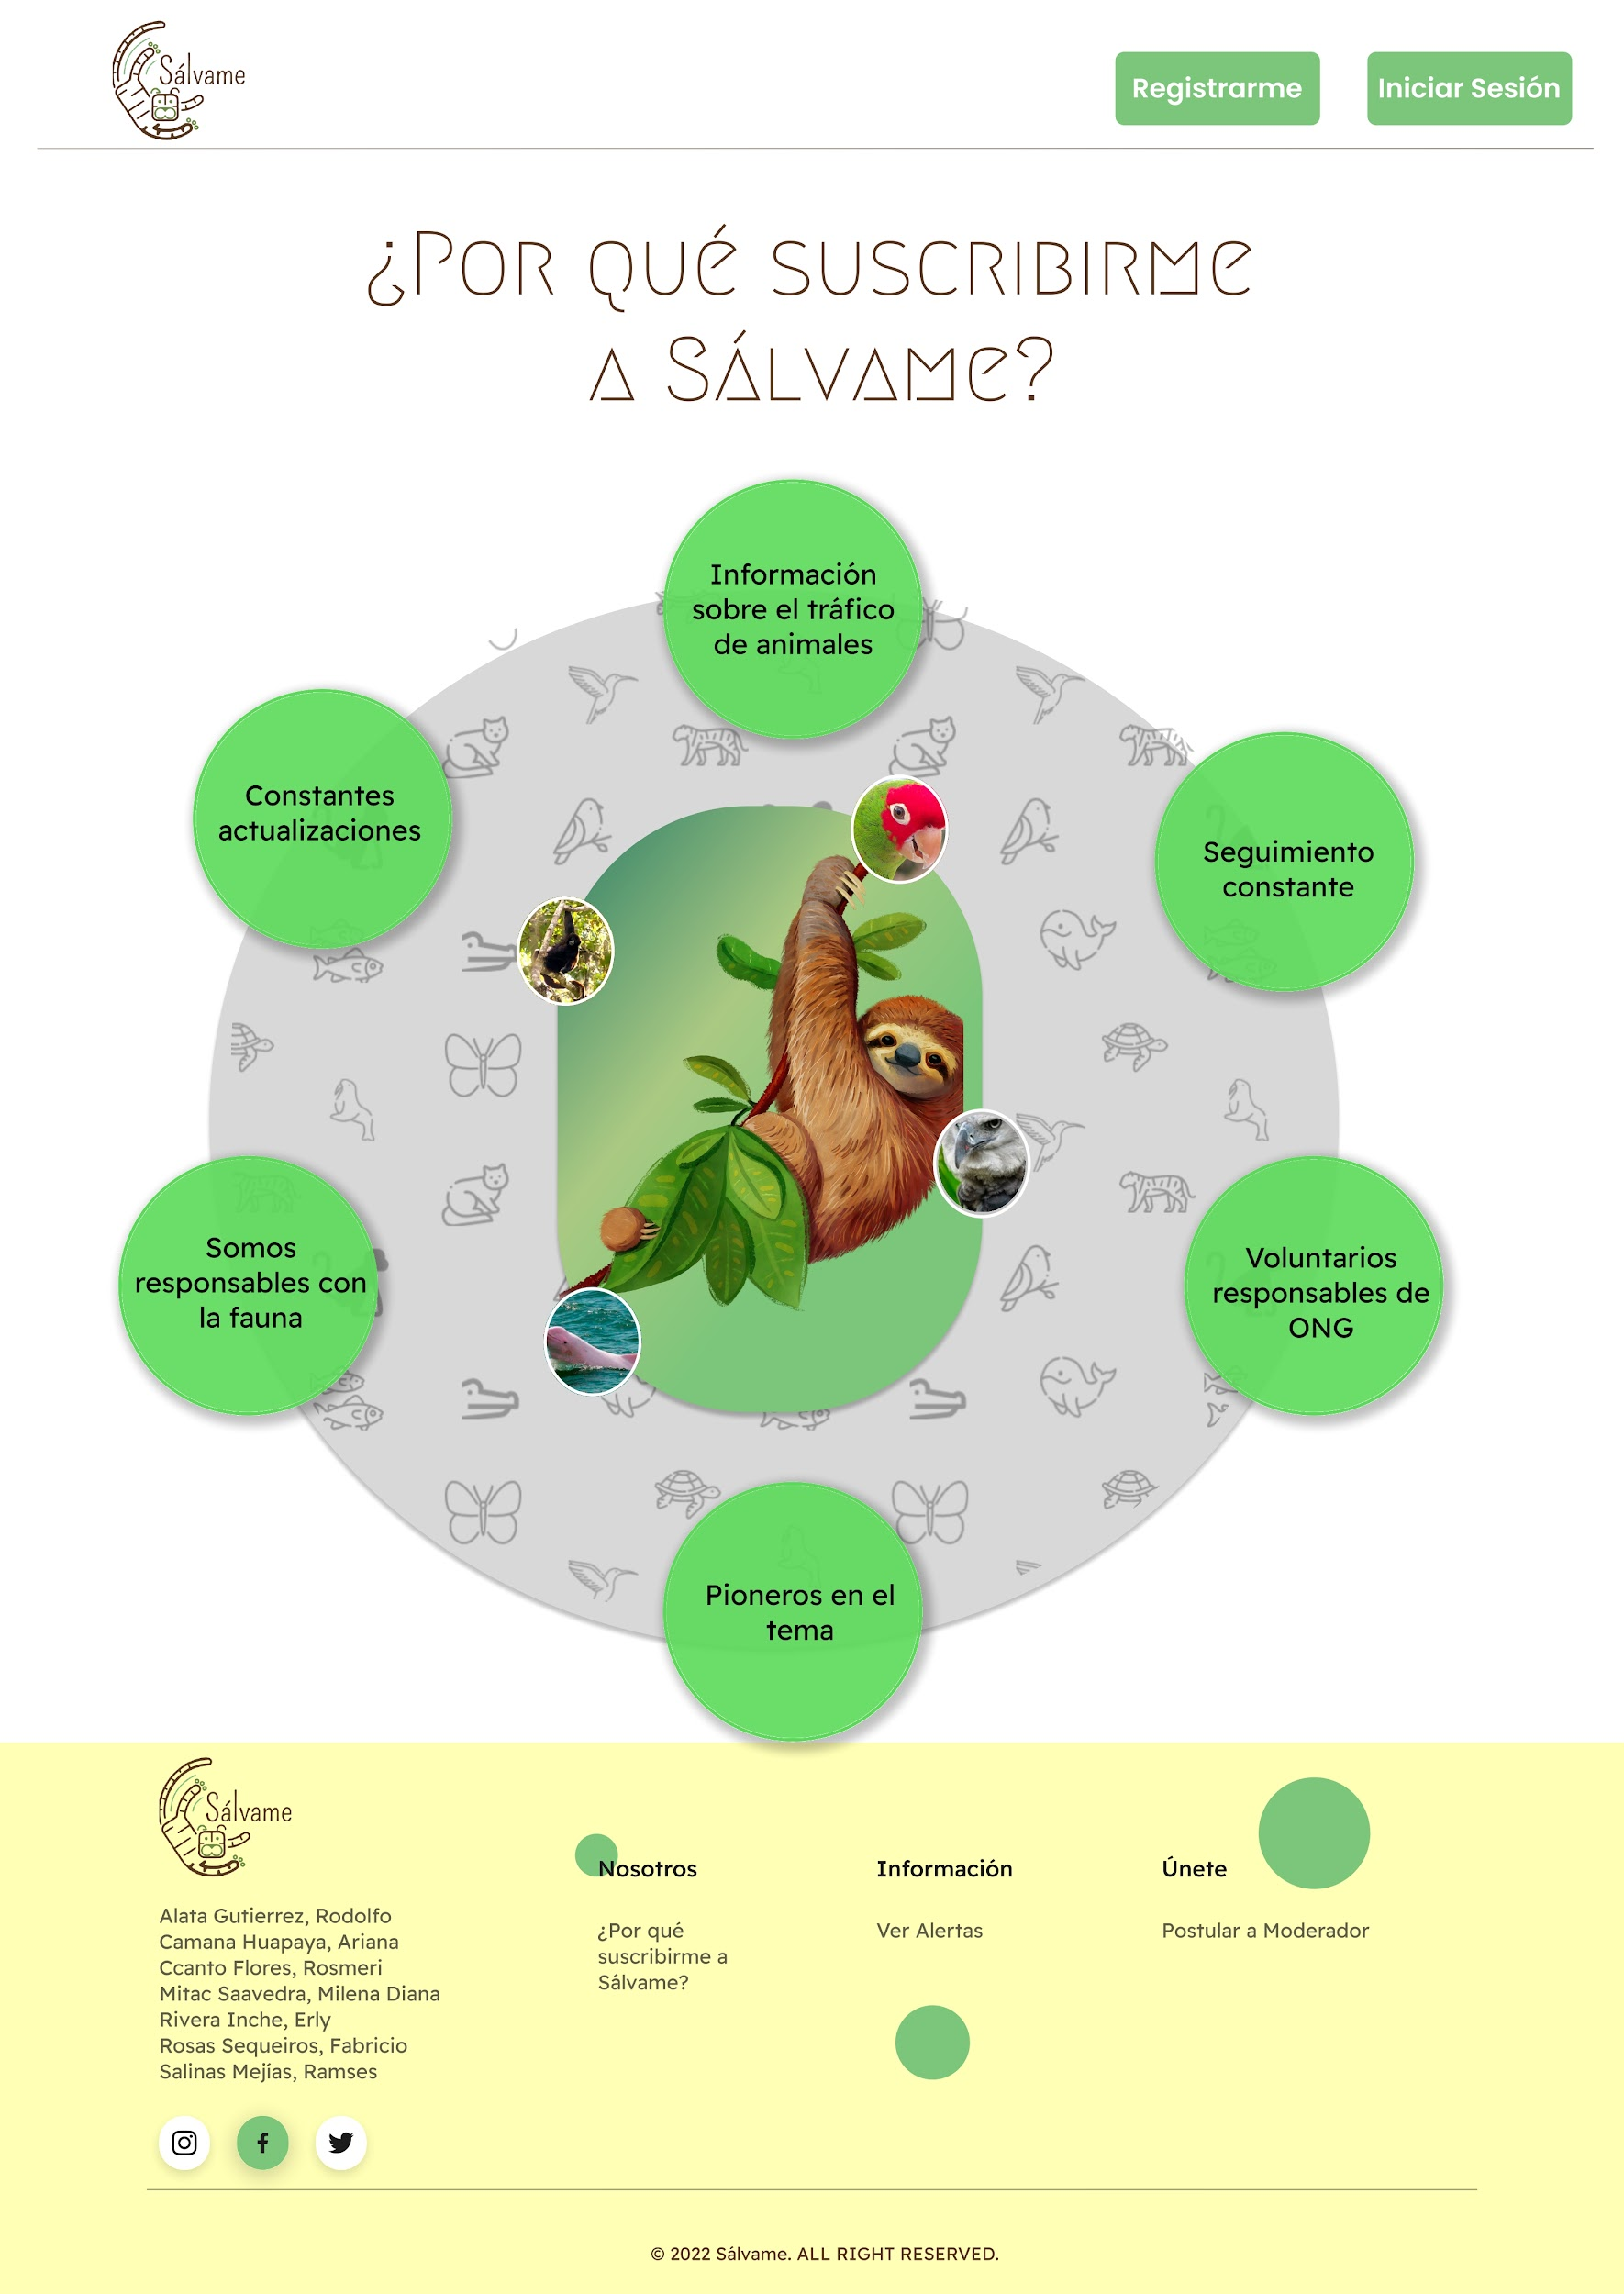 Sálvame
Registrarme
Iniciar Sesión
¿Por qué suscribirme
a Sálvame?
Información
sobre el tráfico
de animales
Constantes
actualizaciones
Seguimiento
constante
Somos
responsables con
la fauna
Voluntarios
responsables de
ONG
Pioneros en el
tema
Sálvame
Alata Gutierrez, Rodolfo
Camana Huapaya, Ariana
Ccanto Flores, Rosmeri
Mitac Saavedra, Milena Diana
Rivera Inche, Erly
Rosas Sequeiros, Fabricio
Salinas Mejías, Ramses
Nosotros
¿Por qué
suscribirme a
Sálvame?
Información
Ver Alertas
Únete
Postular a Moderador
© 2022 Sálvame. ALL RIGHT RESERVED.